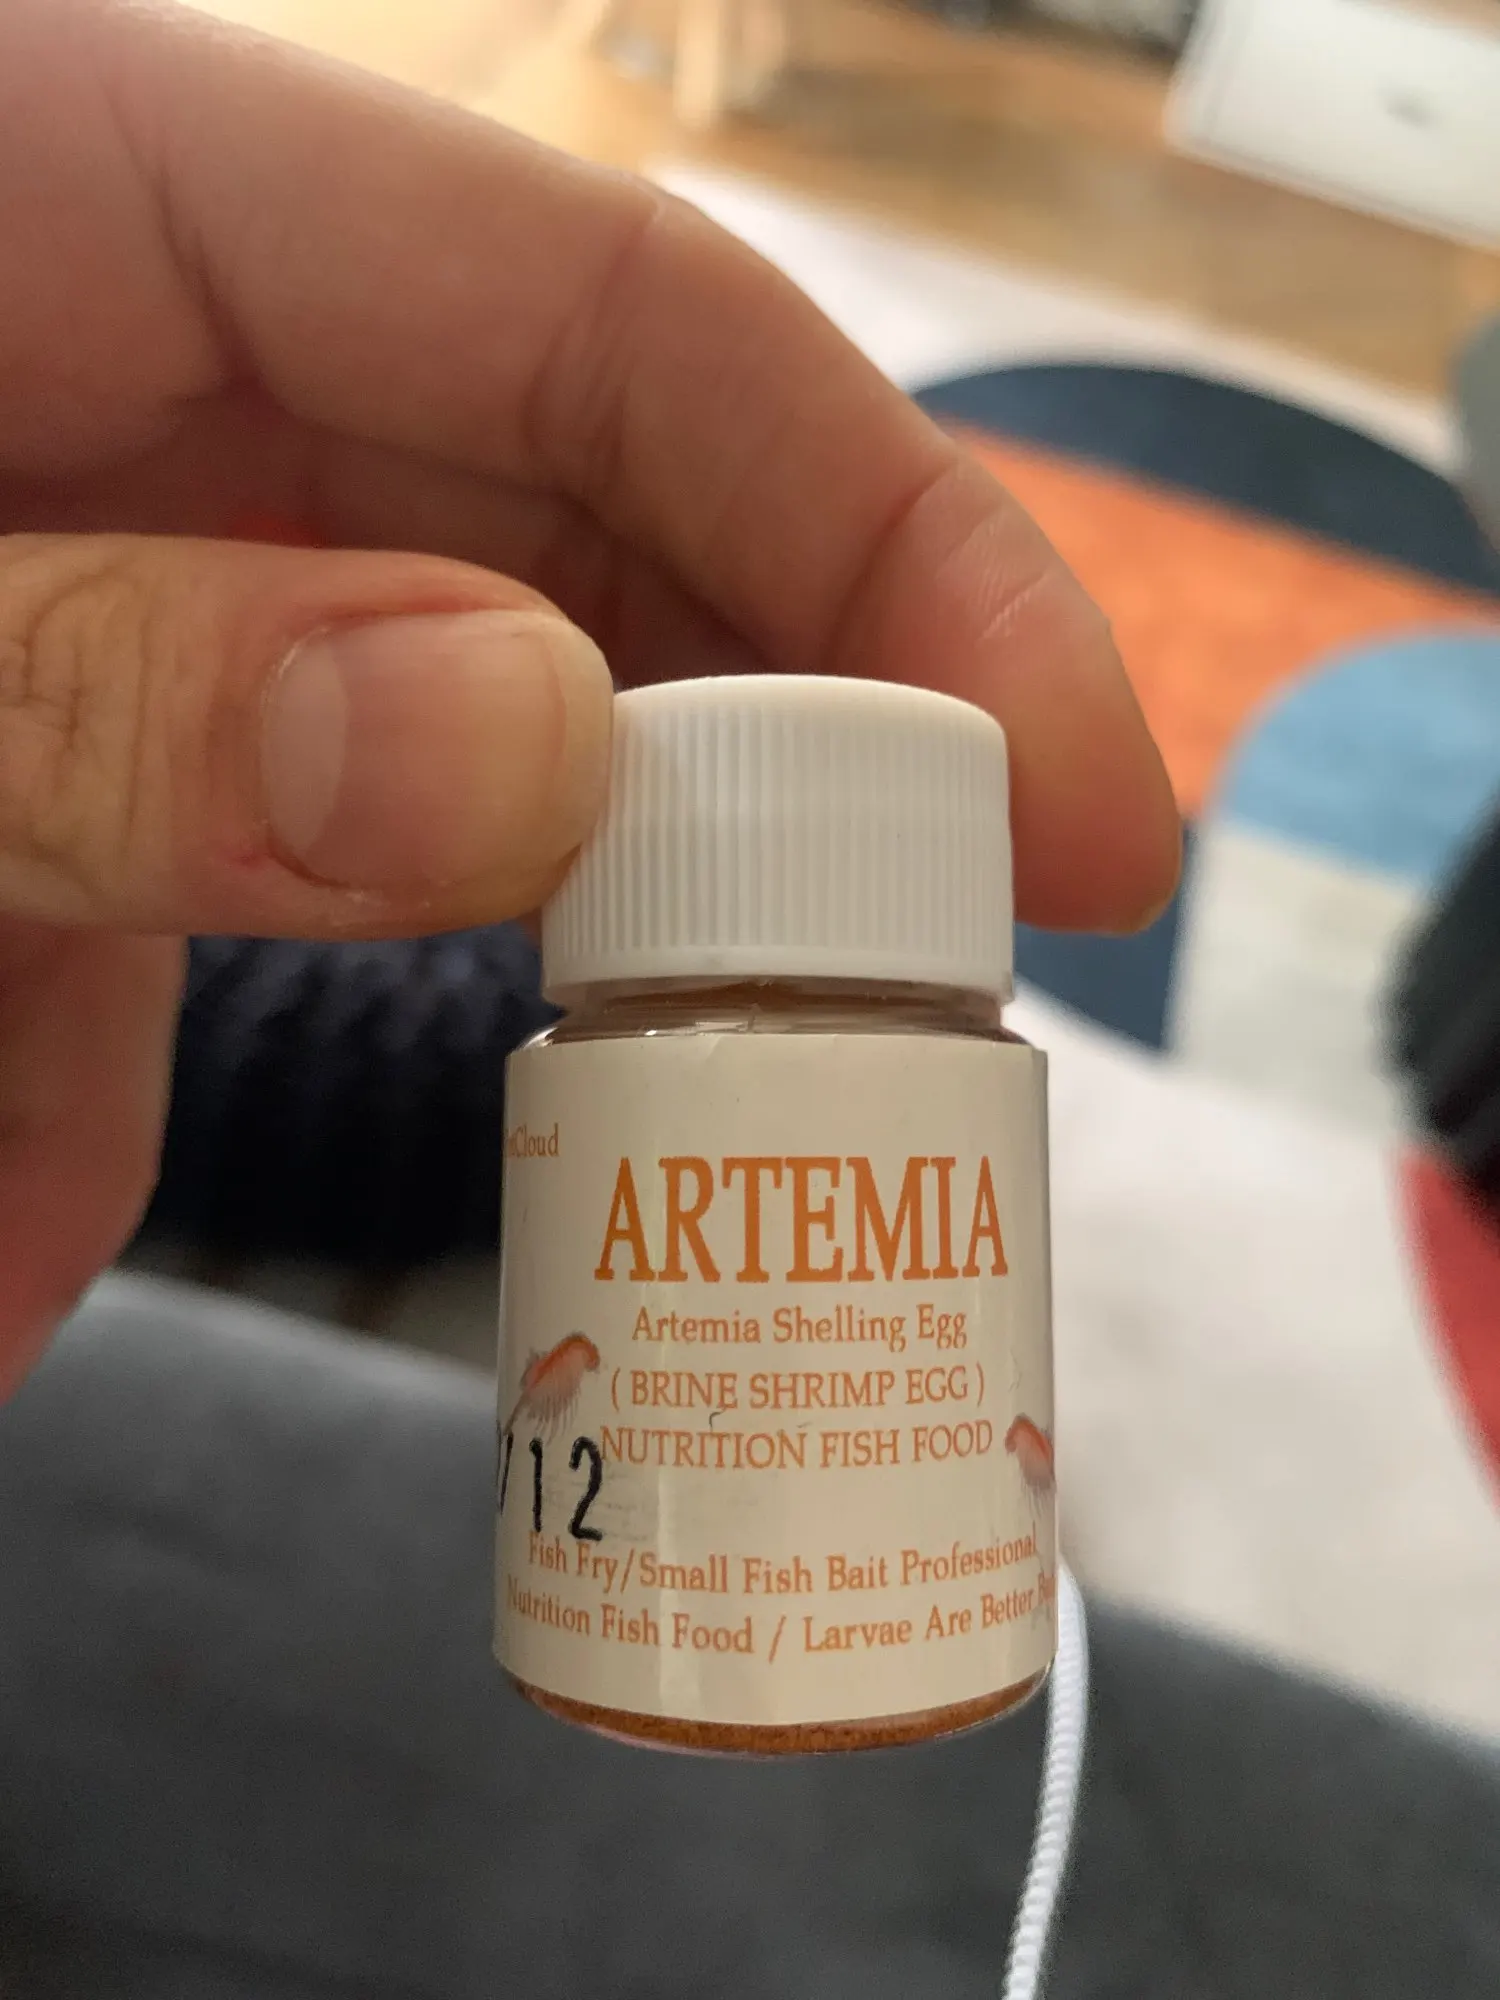 Cloud
ARTEMIA
Artemia Shelling Egg
( BRINE SHRIMP EGG )
NUTRITION FISH FOOD
/12
Fish Fry/Small Fish Bait Professional
Nutrition Fish Food / Larvae Are Better